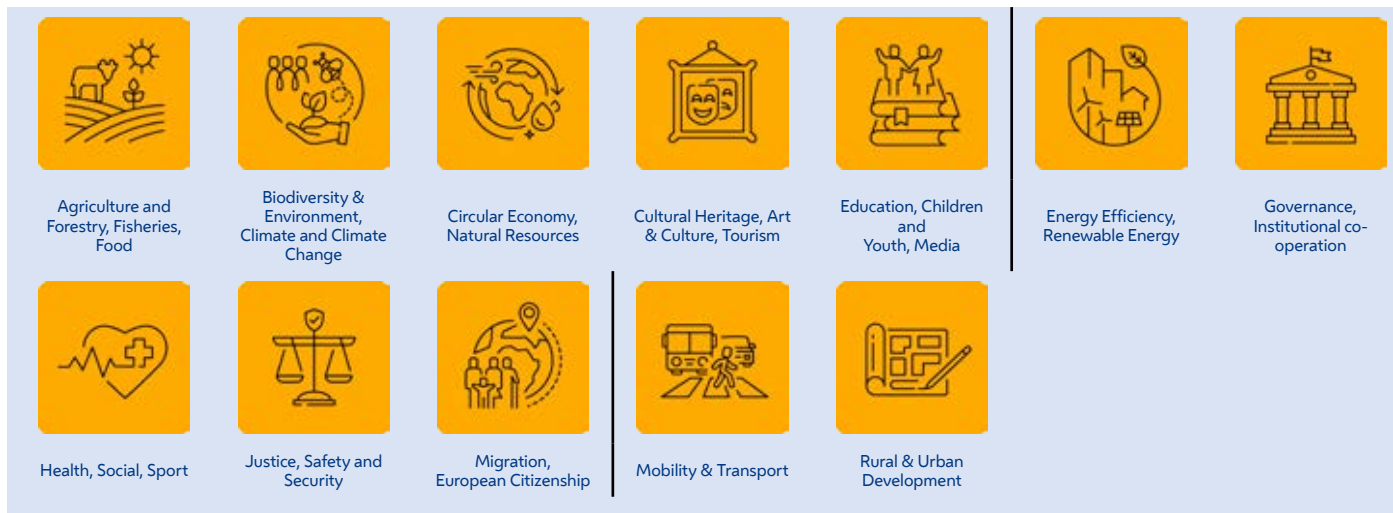 Agriculture and
Forestry, Fisheries,
Food
Biodiversity &
Environment,
Climate and Climate
Change
Circular Economy,
Natural Resources
Cultural Heritage, Art
& Culture, Tourism
Education, Children
and
Youth, Media
Energy Efficiency,
Renewable Energy
Governance,
Institutional co-
operation
Health, Social, Sport
Justice, Safety and
Security
Migration,
European Citizenship
Mobility & Transport
Rural & Urban
Development